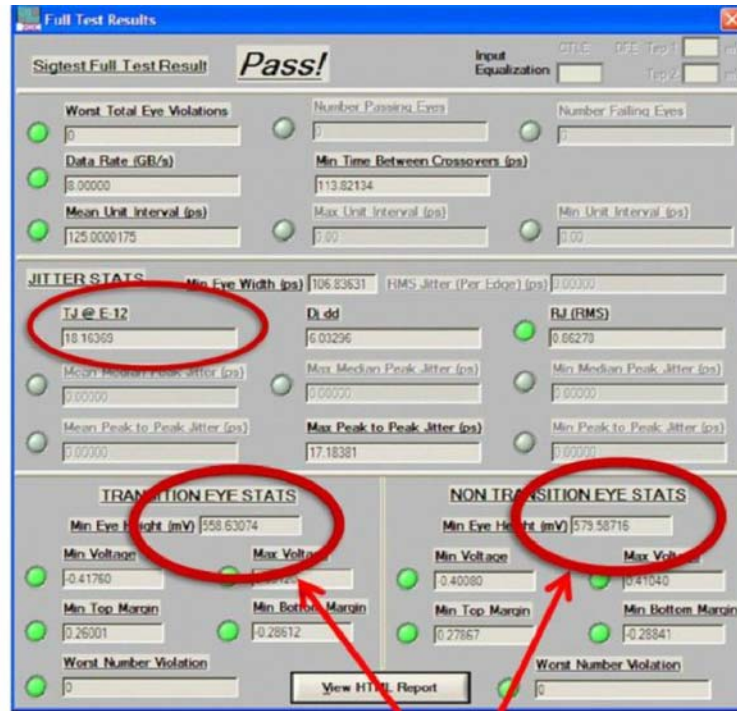 Full Test Results
Sigtest Full Test Result Pass! Input Equalization CTLE DFE Tap 1 Tap 2
Worst Total Eye Violations Number Passing Eyes Number Failing Eyes
0 0 0
Data Rate (GB/s) Min Time Between Crossovers (ps)
8.00000 113.82134
Mean Unit Interval (ps) Max Unit Interval (ps) Min Unit Interval (ps)
125.0000175 0.00 0.00
JITTER STATS Min Eye Width (ps) 106.83631 RMS Jitter (Per Edge) (ps) 0.00000
TJ @ E-12 Dj dd RJ (RMS)
18.16369 6.03296 0.86278
Mean Median Peak Jitter (ps) Max Median Peak Jitter (ps) Min Median Peak Jitter (ps)
0.00000 0.00000 0.00000
Mean Peak to Peak Jitter (ps) Max Peak to Peak Jitter (ps) Min Peak to Peak Jitter (ps)
0.00000 17.18381 0.00000
TRANSITION EYE STATS
Min Eye Height (mV) 558.63074
Min Voltage Max Voltage
-0.41760
Min Top Margin Min Bottom Margin
0.26001 -0.28612
Worst Number Violation
0
NON TRANSITION EYE STATS
Min Eye Height (mV) 579.58716
Min Voltage Max Voltage
-0.40080 0.41040
Min Top Margin Min Bottom Margin
0.27867 -0.28841
Worst Number Violation
0
View HTML Report